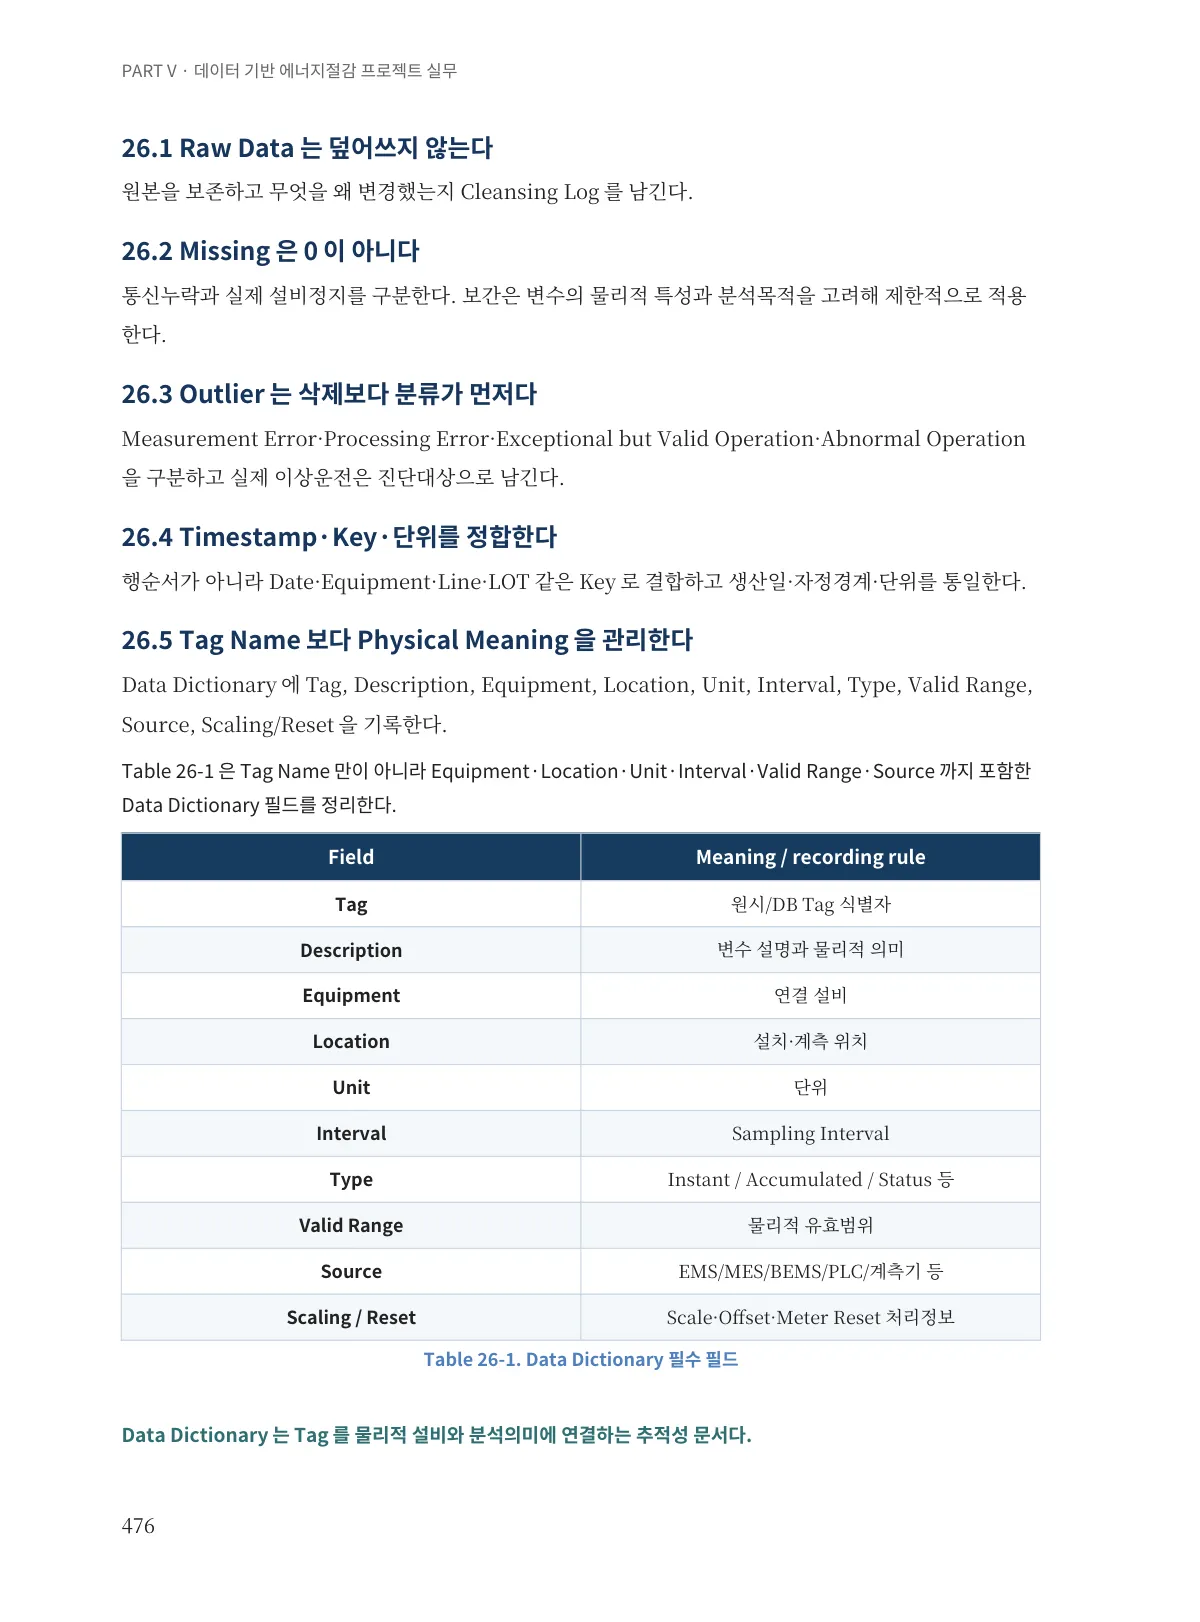 PART V · 데이터 기반 에너지절감 프로젝트 실무
26.1 Raw Data 는 덮어쓰지 않는다
원본을 보존하고 무엇을 왜 변경했는지 Cleansing Log 를 남긴다.
26.2 Missing 은 0 이 아니다
통신누락과 실제 설비정지를 구분한다. 보간은 변수의 물리적 특성과 분석목적을 고려해 제한적으로 적용
한다.
26.3 Outlier 는 삭제보다 분류가 먼저다
Measurement Error·Processing Error·Exceptional but Valid Operation·Abnormal Operation
을 구분하고 실제 이상운전은 진단대상으로 남긴다.
26.4 Timestamp·Key·단위를 정합한다
행순서가 아니라 Date·Equipment·Line·LOT 같은 Key 로 결합하고 생산일·자정경계·단위를 통일한다.
26.5 Tag Name 보다 Physical Meaning 을 관리한다
Data Dictionary 에 Tag, Description, Equipment, Location, Unit, Interval, Type, Valid Range,
Source, Scaling/Reset 을 기록한다.
Table 26-1 은 Tag Name 만이 아니라 Equipment·Location·Unit·Interval·Valid Range·Source 까지 포함한
Data Dictionary 필드를 정리한다.
Field Meaning / recording rule
Tag 원시/DB Tag 식별자
Description 변수 설명과 물리적 의미
Equipment 연결 설비
Location 설치·계측 위치
Unit 단위
Interval Sampling Interval
Type Instant / Accumulated / Status 등
Valid Range 물리적 유효범위
Source EMS/MES/BEMS/PLC/계측기 등
Scaling / Reset Scale·Offset·Meter Reset 처리정보
Table 26-1. Data Dictionary 필수 필드
Data Dictionary 는 Tag 를 물리적 설비와 분석의미에 연결하는 추적성 문서다.
476